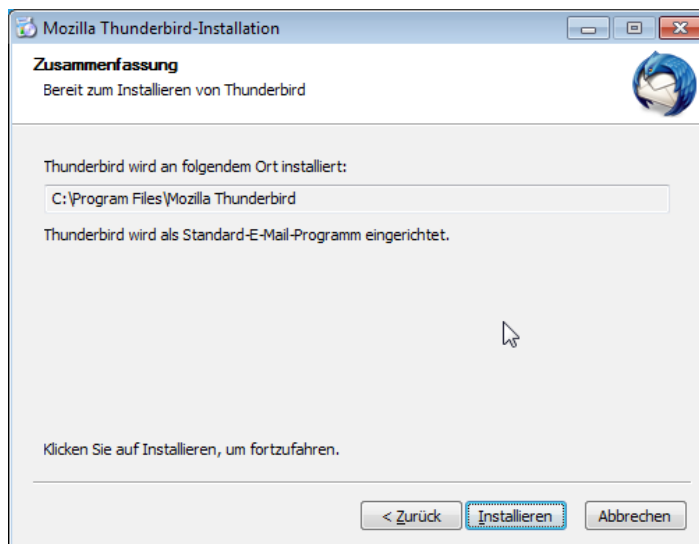 Mozilla Thunderbird-Installation
Zusammenfassung
Bereit zum Installieren von Thunderbird
Thunderbird wird an folgendem Ort installiert:
C:\Program Files\Mozilla Thunderbird
Thunderbird wird als Standard-E-Mail-Programm eingerichtet.
Klicken Sie auf Installieren, um fortzufahren.
< Zurück Installieren Abbrechen